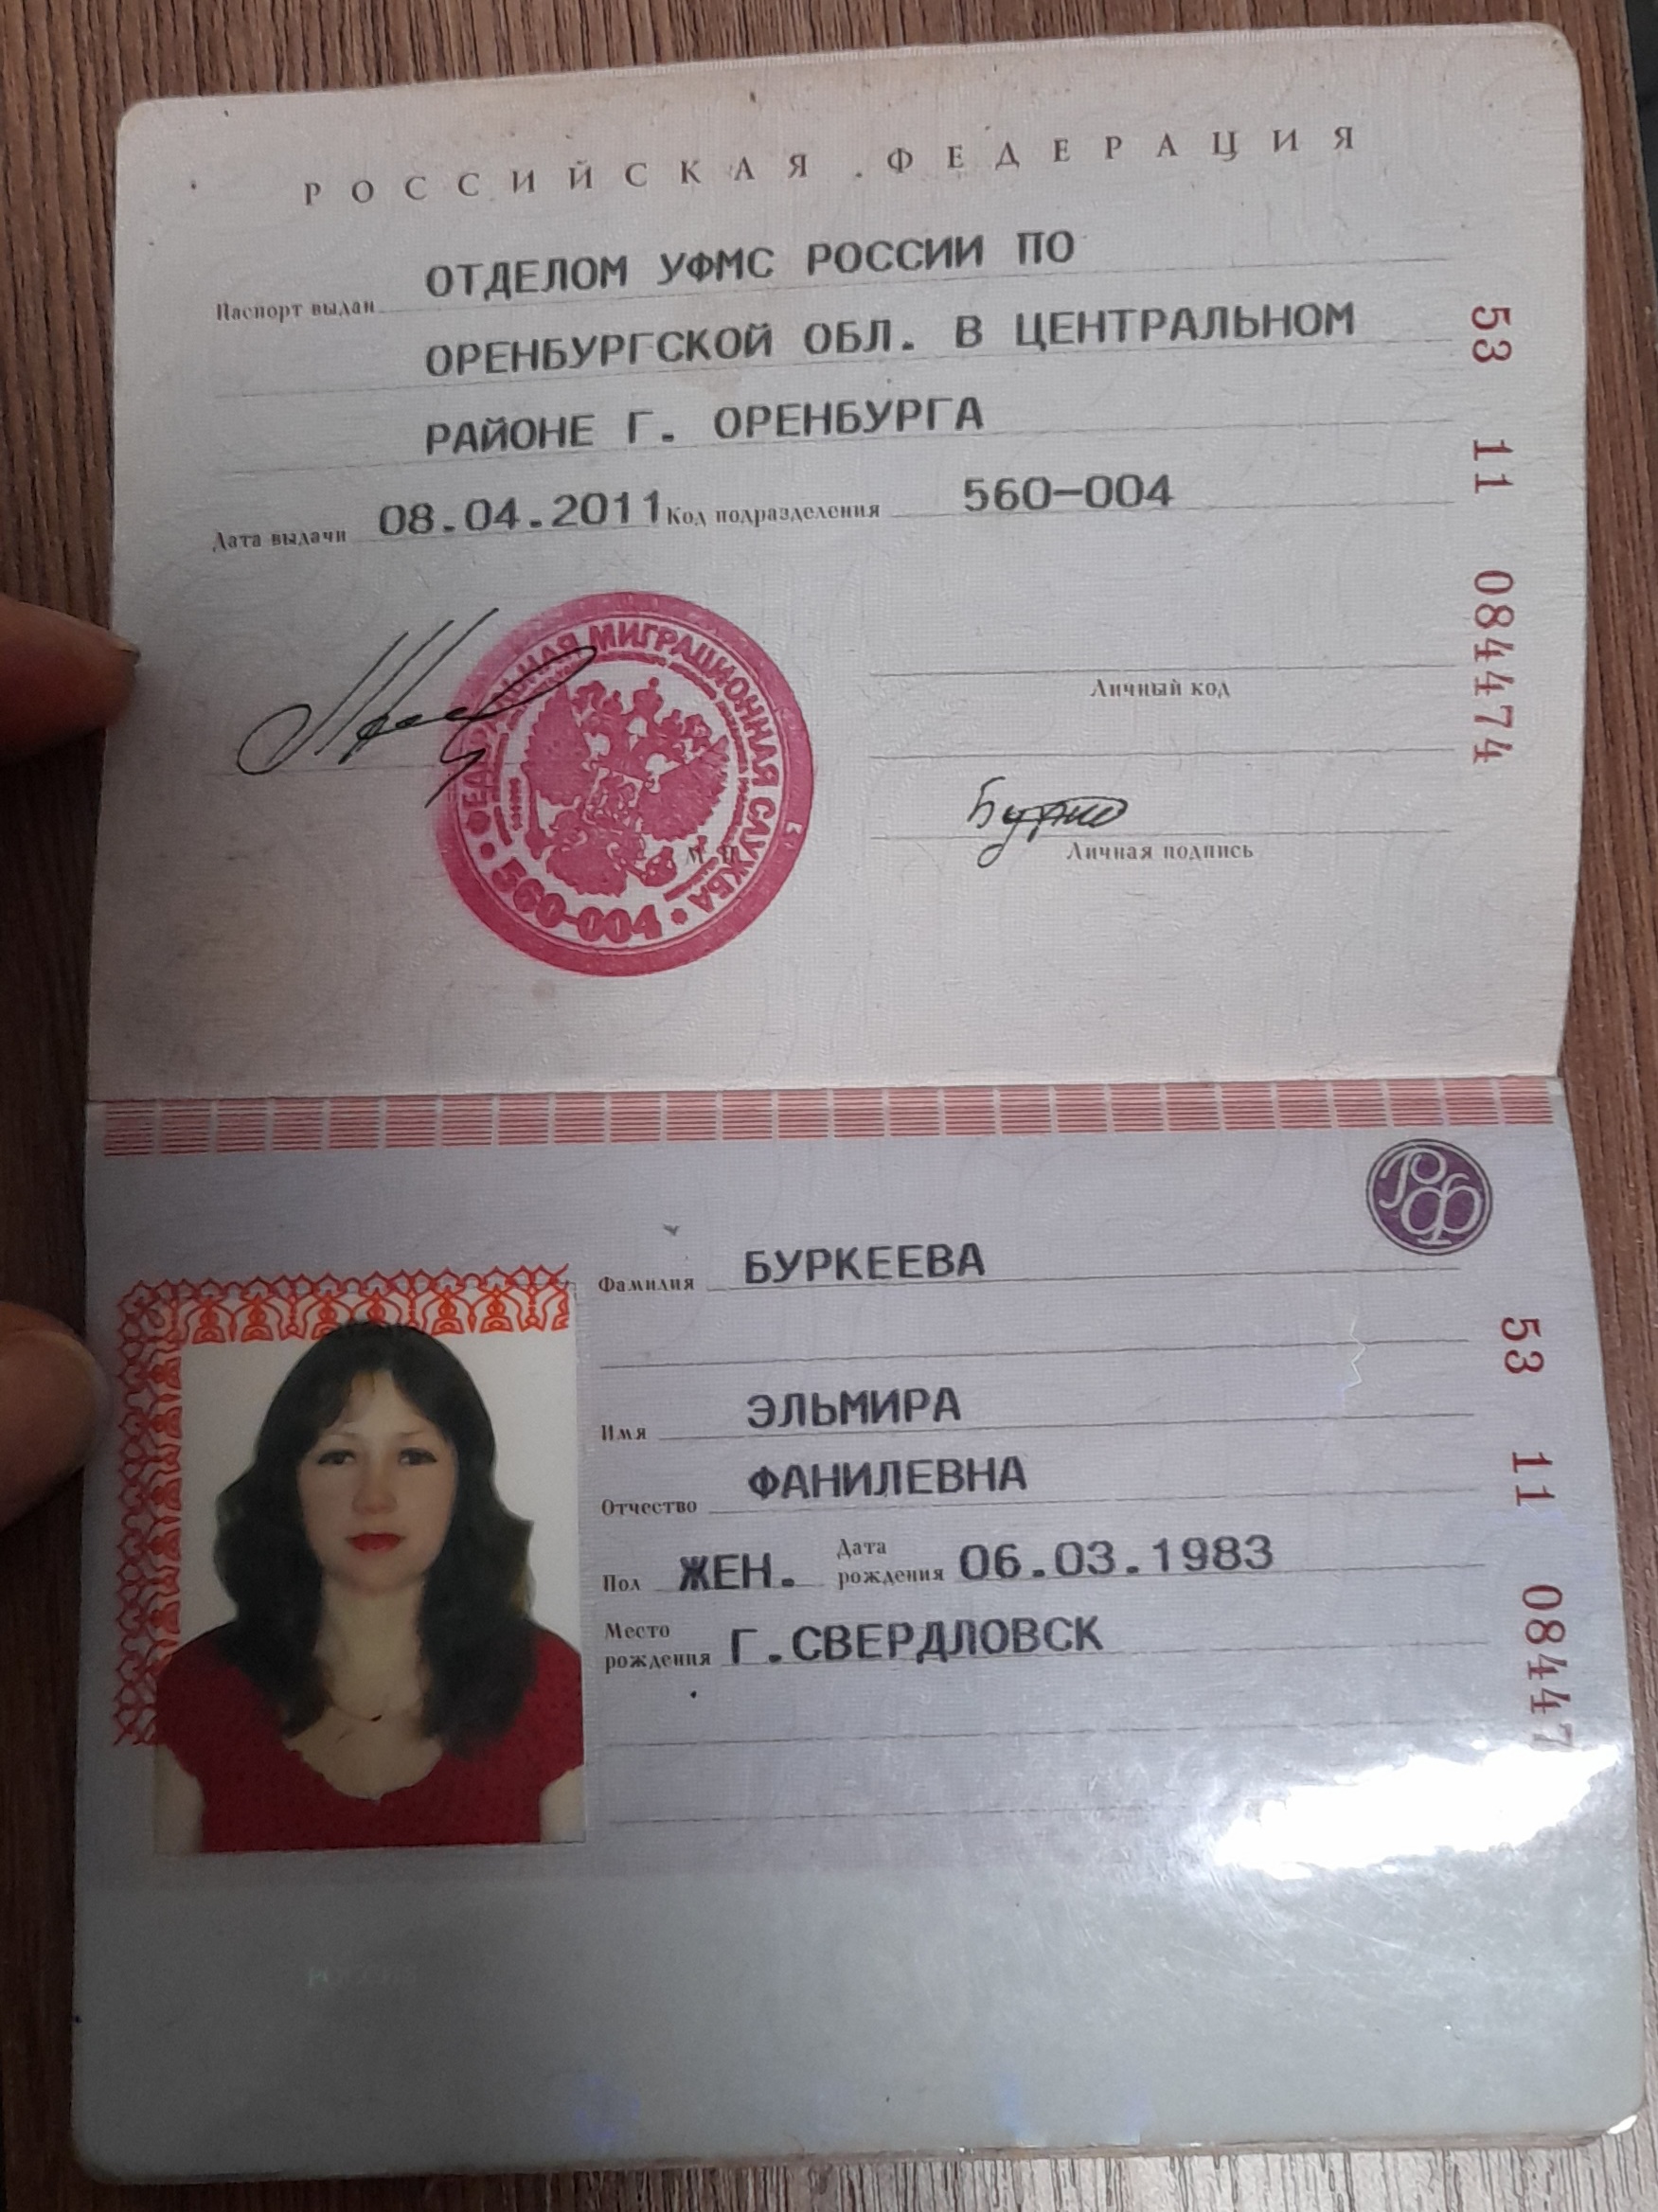 РОССИЙСКАЯ ФЕДЕРАЦИЯ
Паспорт выдан ОТДЕЛОМ УФМС РОССИИ ПО
ОРЕНБУРГСКОЙ ОБЛ. В ЦЕНТРАЛЬНОМ
РАЙОНЕ Г. ОРЕНБУРГА
Дата выдачи 08.04.2011 Код подразделения 560-004
53 11 084474
ФЕДЕРАЛЬНАЯ МИГРАЦИОННАЯ СЛУЖБА
560-004
М П
Личный код
Личная подпись
РФ
Фамилия БУРКЕЕВА
Имя ЭЛЬМИРА
Отчество ФАНИЛЕВНА
Пол ЖЕН. Дата рождения 06.03.1983
Место рождения Г.СВЕРДЛОВСК
53 11 08447